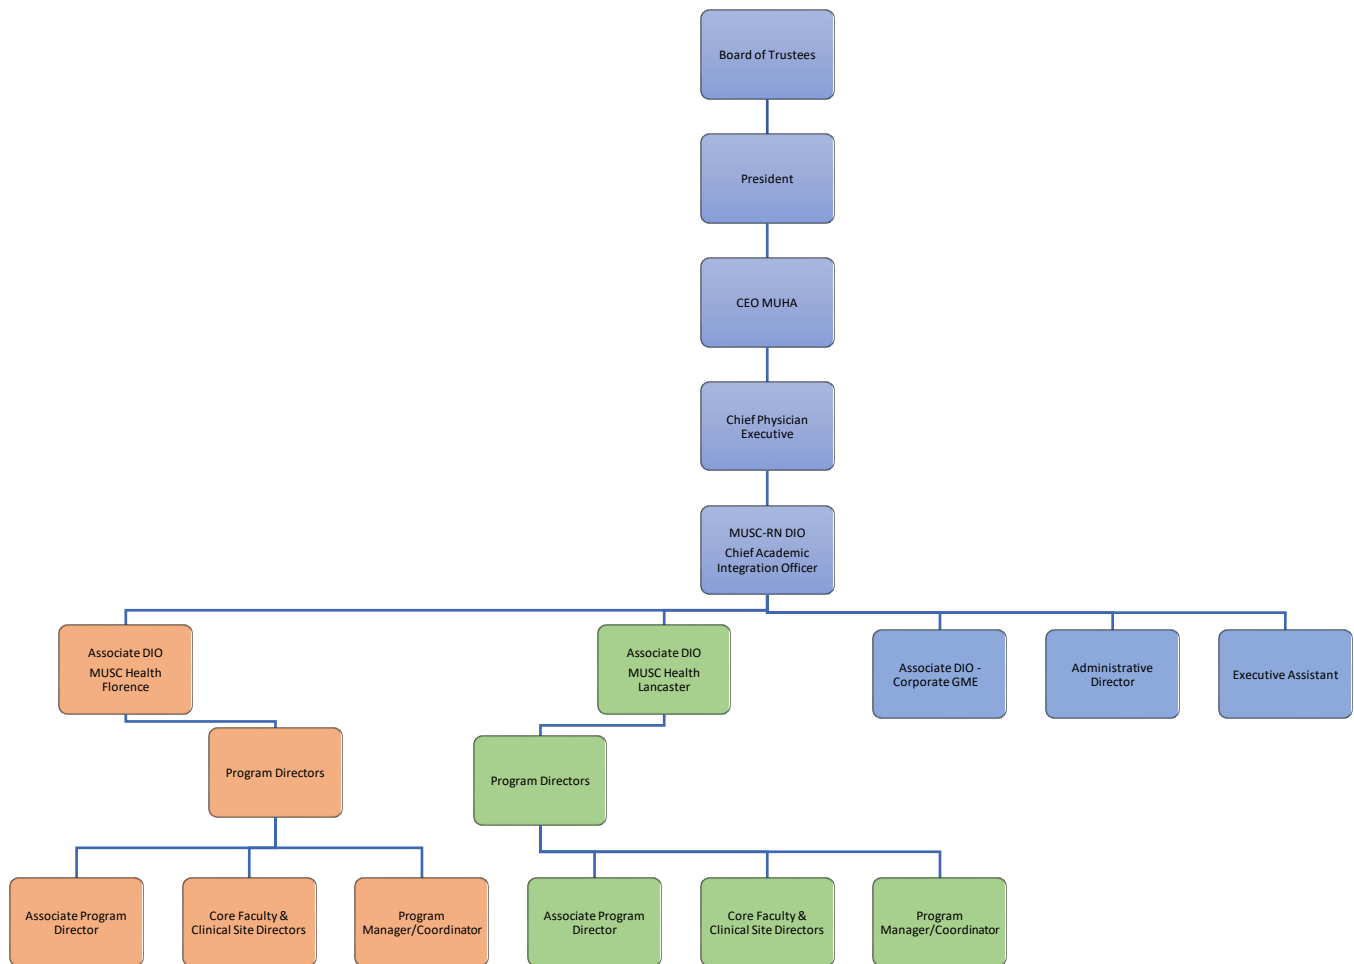 Board of Trustees
President
CEO MUHA
Chief Physician
Executive
MUSC-RN DIO
Chief Academic
Integration Officer
Associate DIO
MUSC Health
Florence
Associate DIO
MUSC Health
Lancaster
Associate DIO -
Corporate GME
Administrative
Director
Executive Assistant
Program Directors
Program Directors
Associate Program
Director
Core Faculty &
Clinical Site Directors
Program
Manager/Coordinator
Associate Program
Director
Core Faculty &
Clinical Site Directors
Program
Manager/Coordinator